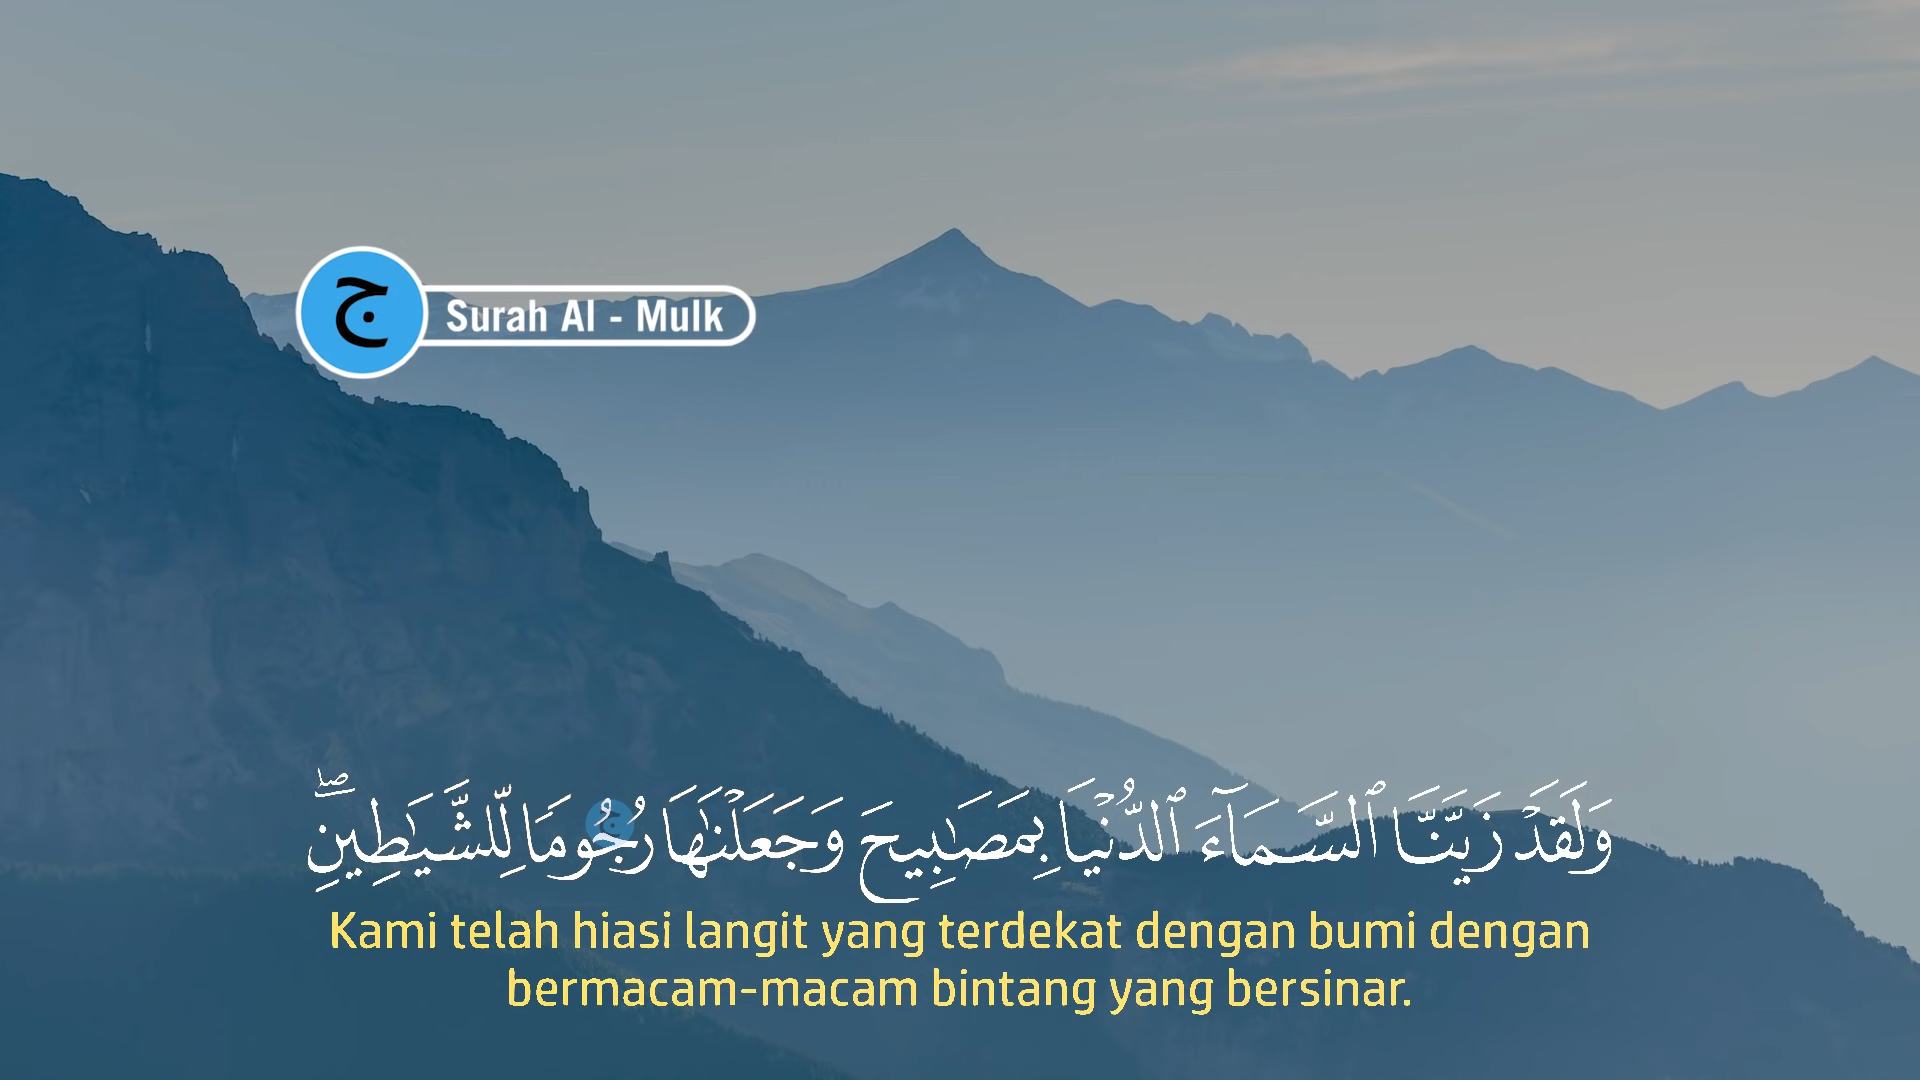 ج
Surah Al - Mulk
وَلَقَدْ زَيَّنَّا ٱلسَّمَآءَ ٱلدُّنْيَا بِمَصَٰبِيحَ وَجَعَلْنَٰهَا رُجُومًا لِّلشَّيَٰطِينِ ۖ
Kami telah hiasi langit yang terdekat dengan bumi dengan
bermacam-macam bintang yang bersinar.